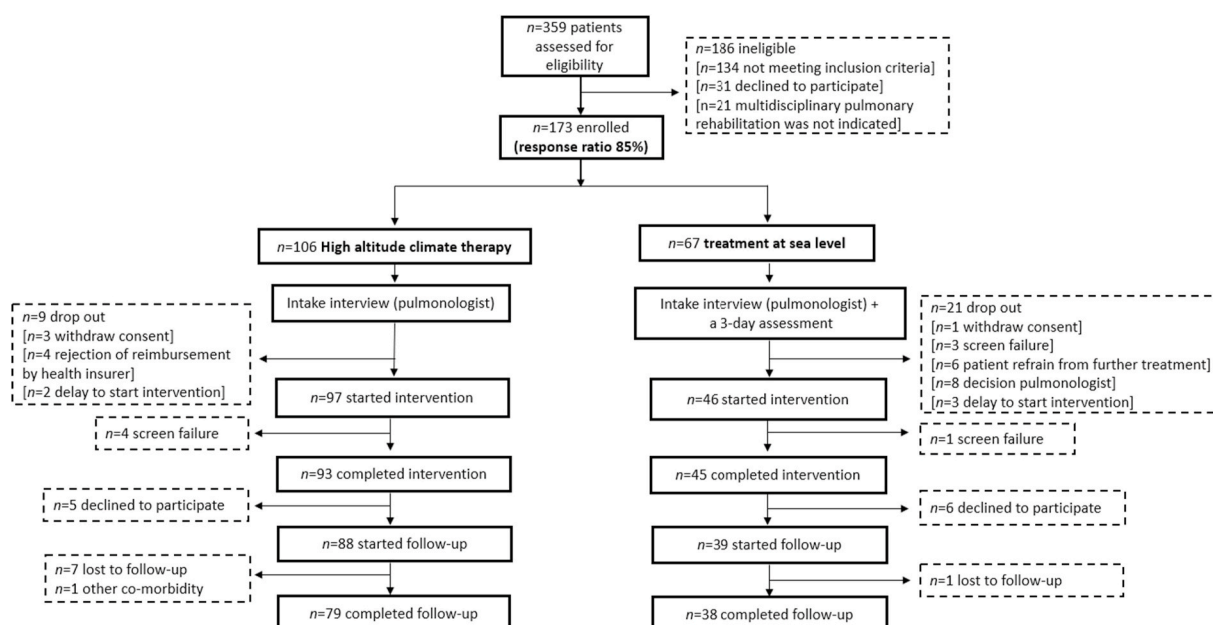 n=359 patients
assessed for
eligibility
n=186 ineligible
[n=134 not meeting inclusion criteria]
[n=31 declined to participate]
[n=21 multidisciplinary pulmonary
rehabilitation was not indicated]
n=173 enrolled
(response ratio 85%)
n=106 High altitude climate therapy
n=67 treatment at sea level
Intake interview (pulmonologist)
Intake interview (pulmonologist) +
a 3-day assessment
n=9 drop out
[n=3 withdraw consent]
[n=4 rejection of reimbursement
by health insurer]
[n=2 delay to start intervention]
n=21 drop out
[n=1 withdraw consent]
[n=3 screen failure]
[n=6 patient refrain from further treatment]
[n=8 decision pulmonologist]
[n=3 delay to start intervention]
n=97 started intervention
n=46 started intervention
n=4 screen failure
n=1 screen failure
n=93 completed intervention
n=45 completed intervention
n=5 declined to participate
n=6 declined to participate
n=88 started follow-up
n=39 started follow-up
n=7 lost to follow-up
n=1 other co-morbidity
n=1 lost to follow-up
n=79 completed follow-up
n=38 completed follow-up